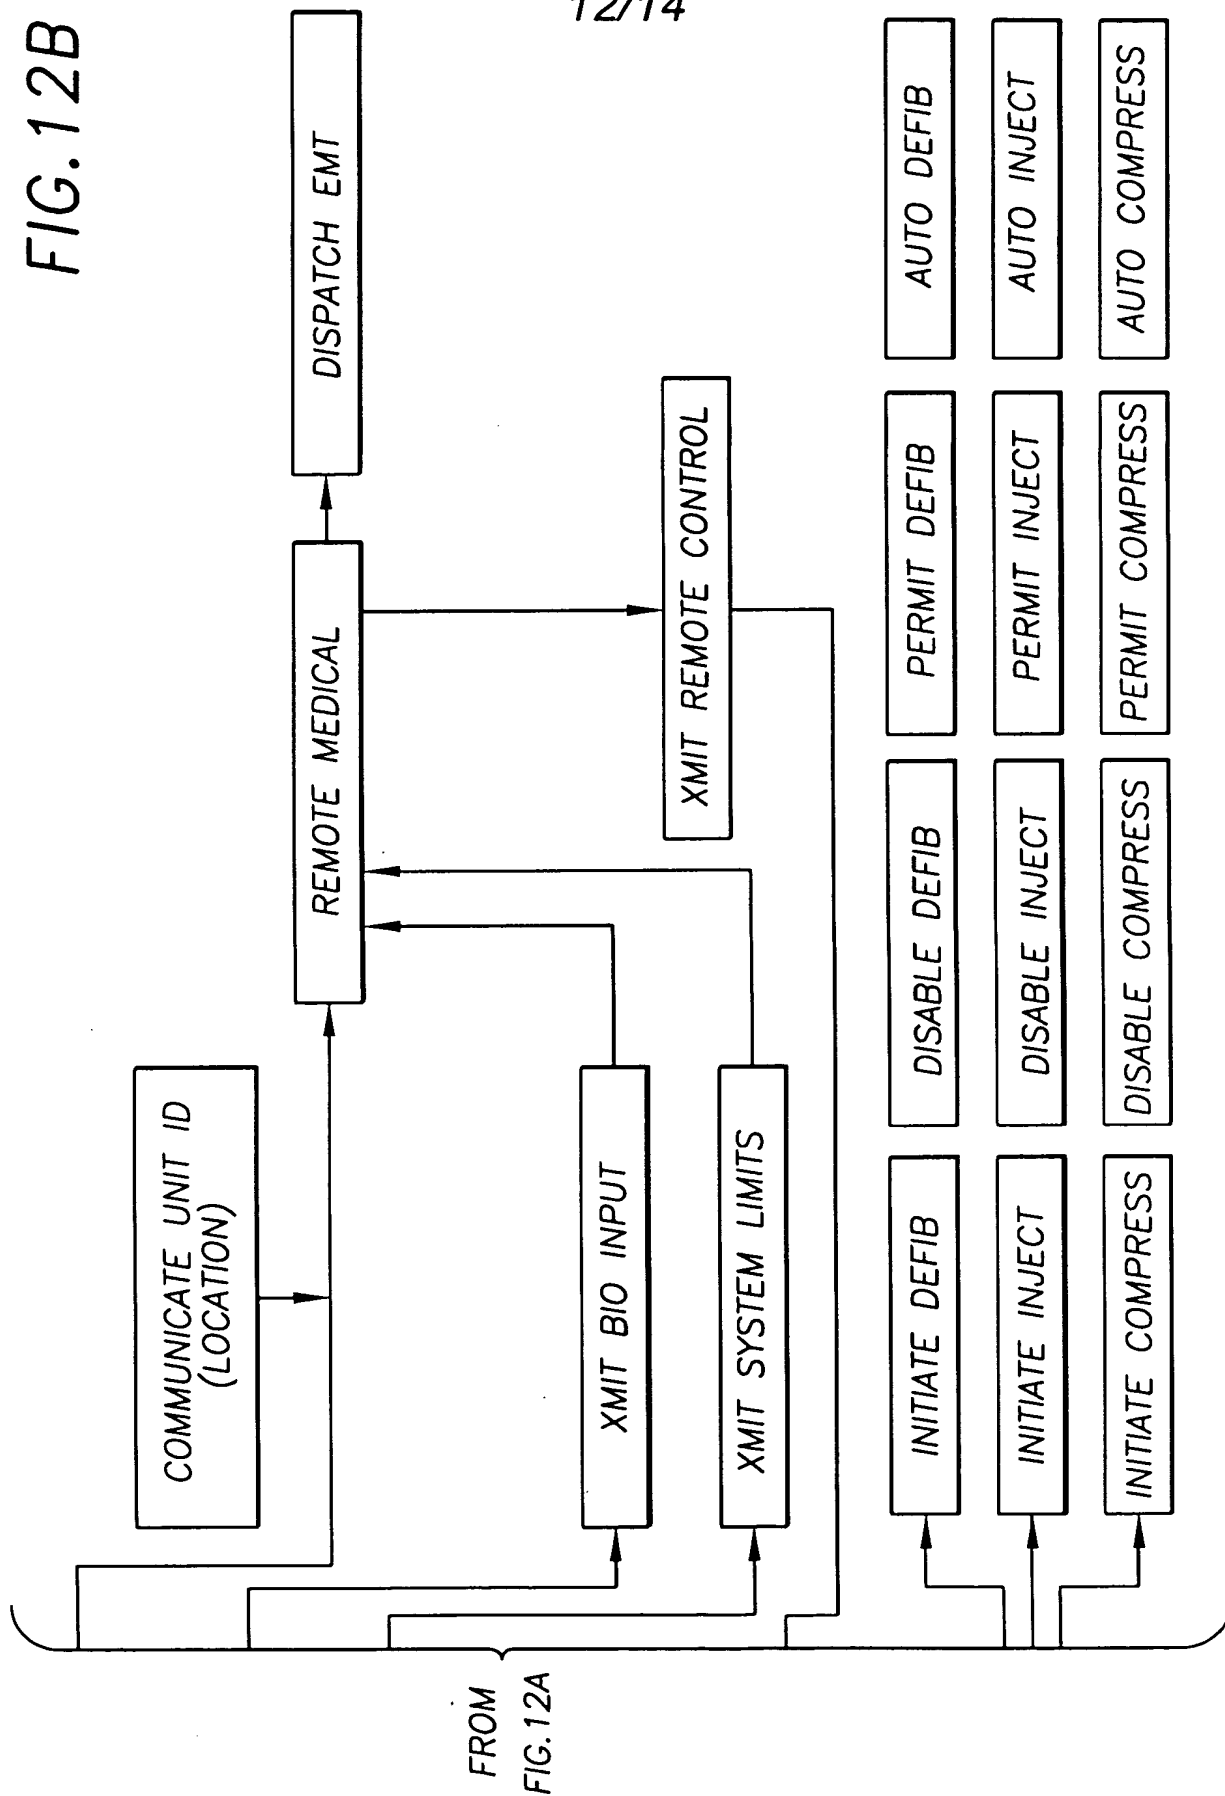 12/14
FIG.12B
COMMUNICATE UNIT ID
(LOCATION)
REMOTE MEDICAL
DISPATCH EMT
XMIT BIO INPUT
XMIT SYSTEM LIMITS
XMIT REMOTE CONTROL
FROM
FIG.12A
INITIATE DEFIB
DISABLE DEFIB
PERMIT DEFIB
AUTO DEFIB
INITIATE INJECT
DISABLE INJECT
PERMIT INJECT
AUTO INJECT
INITIATE COMPRESS
DISABLE COMPRESS
PERMIT COMPRESS
AUTO COMPRESS